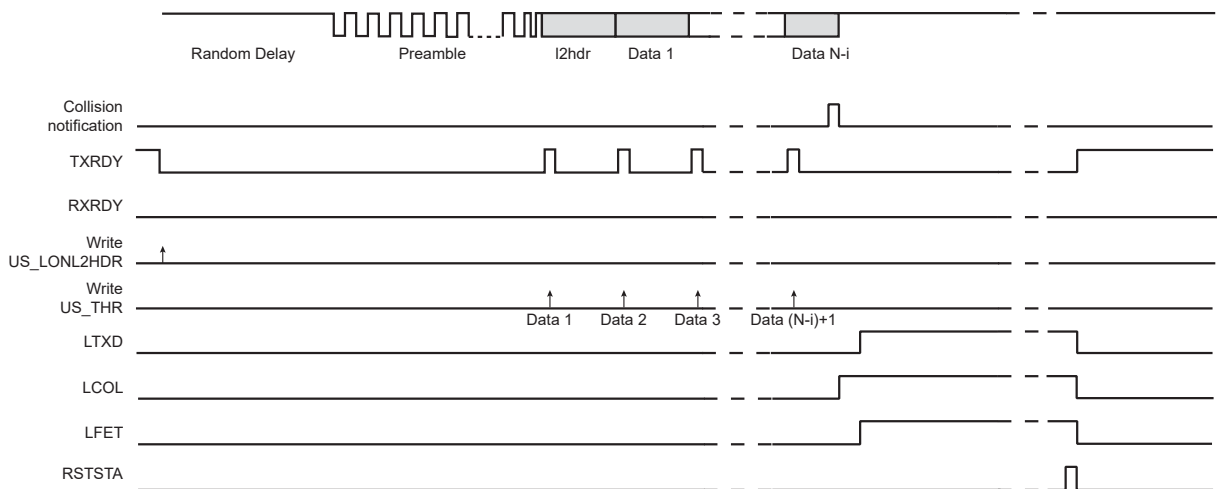 Random Delay Preamble l2hdr Data 1 Data N-i
Collision
notification
TXRDY
RXRDY
Write
US_LONL2HDR
Write
US_THR
Data 1 Data 2 Data 3 Data (N-i)+1
LTXD
LCOL
LFET
RSTSTA